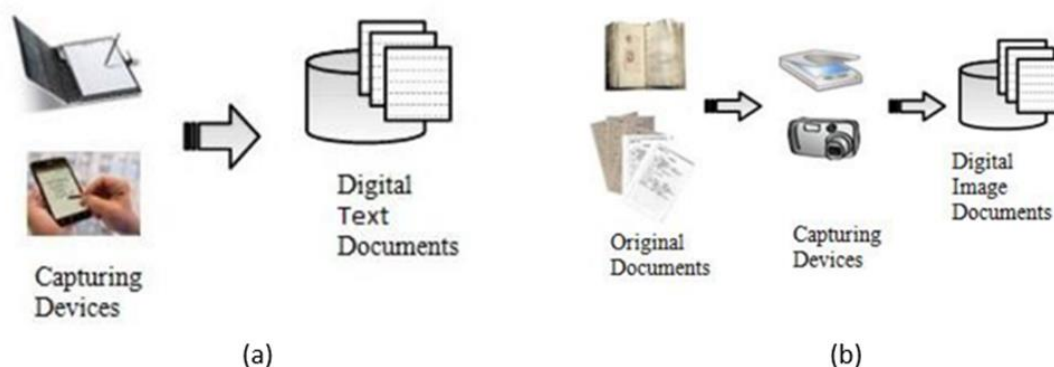 Digital
Text
Documents
Capturing
Devices
(a)
Original
Documents
Capturing
Devices
Digital
Image
Documents
(b)